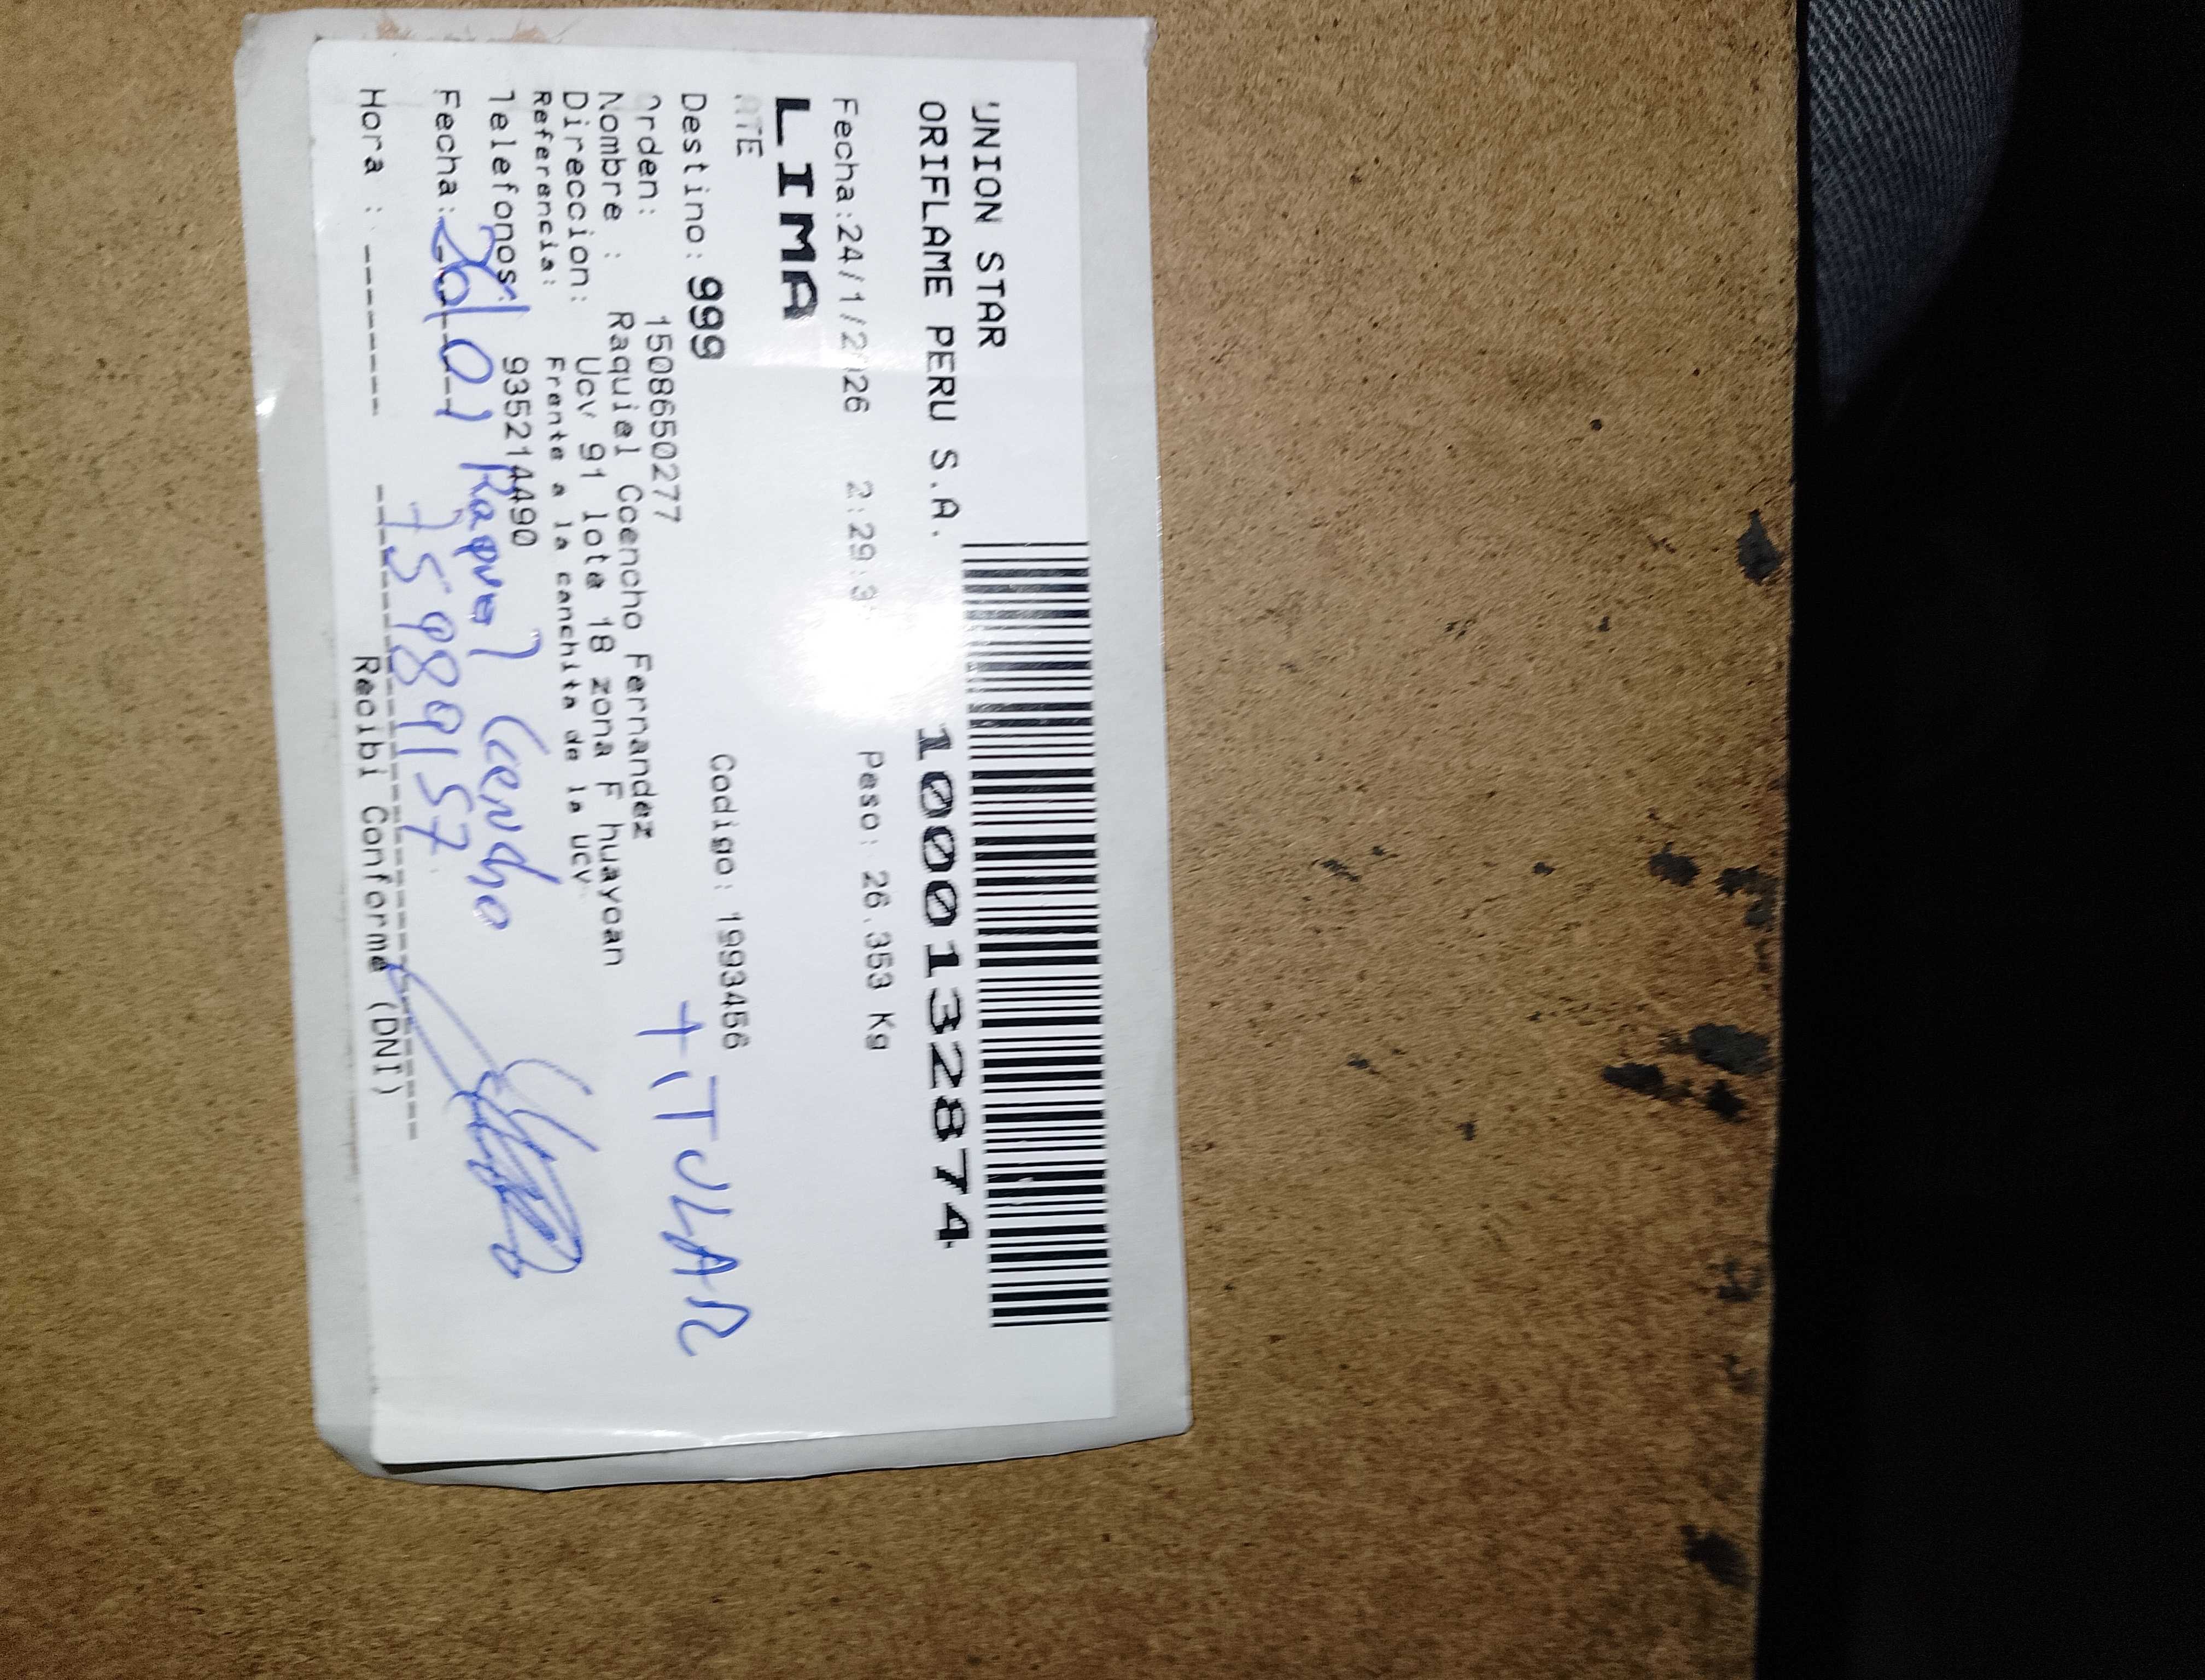 UNION STAR
ORIFLAME PERU S.A.
1000132874
Fecha:24/1/2026 2:29:3
Peso: 26.353 Kg
LIMA
ATE
Destino: 999
Codigo: 1993456
Orden: 1508650277
Nombre : Raquiel Ccencho Fernandez
Direccion: Ucv 91 lote 18 zona F huaycan
Referencia: Frente a la canchita de la ucv
Telefonos: 935214490
TITULAR
Fecha: 26/01 Raquel Ccencho
75989157
Hora : _______
Recibi Conforme (DNI)